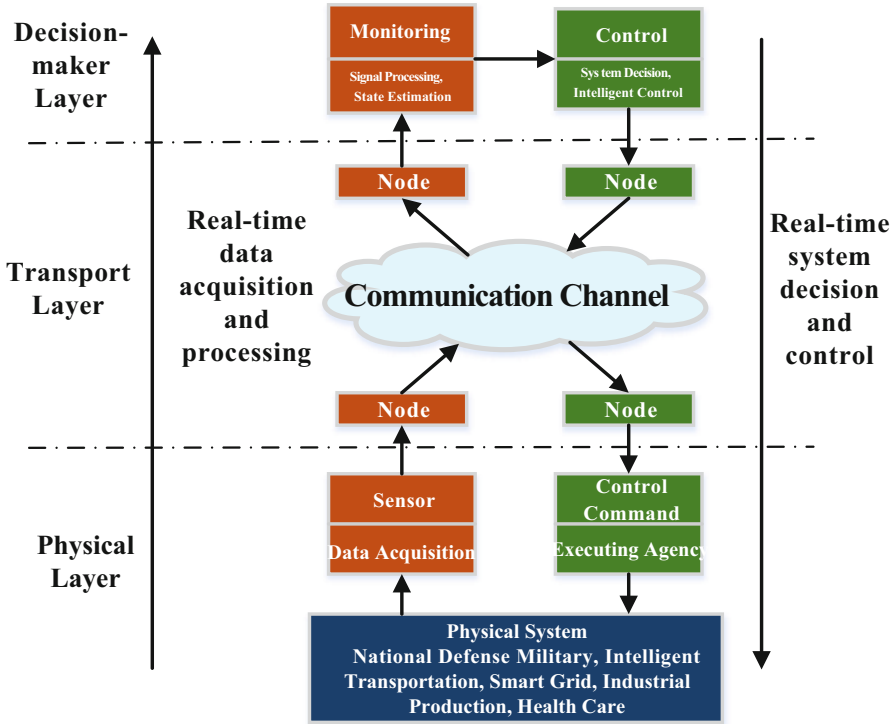 Decision-
maker
Layer
Monitoring
Signal Processing,
State Estimation
Control
System Decision,
Intelligent Control
Node
Node
Transport
Layer
Real-time
data
acquisition
and
processing
Communication Channel
Real-time
system
decision
and
control
Node
Node
Physical
Layer
Sensor
Data Acquisition
Control
Command
Executing Agency
Physical System
National Defense Military, Intelligent
Transportation, Smart Grid, Industrial
Production, Health Care